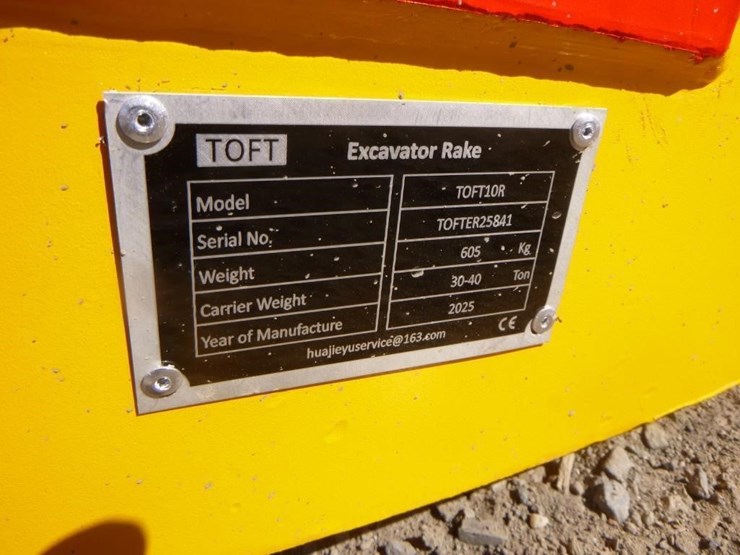 TOFT Excavator Rake
Model TOFT10R
Serial No. TOFTER25841
Weight 605 Kg
Carrier Weight 30-40 Ton
Year of Manufacture 2025
huajieyuservice@163.com CE